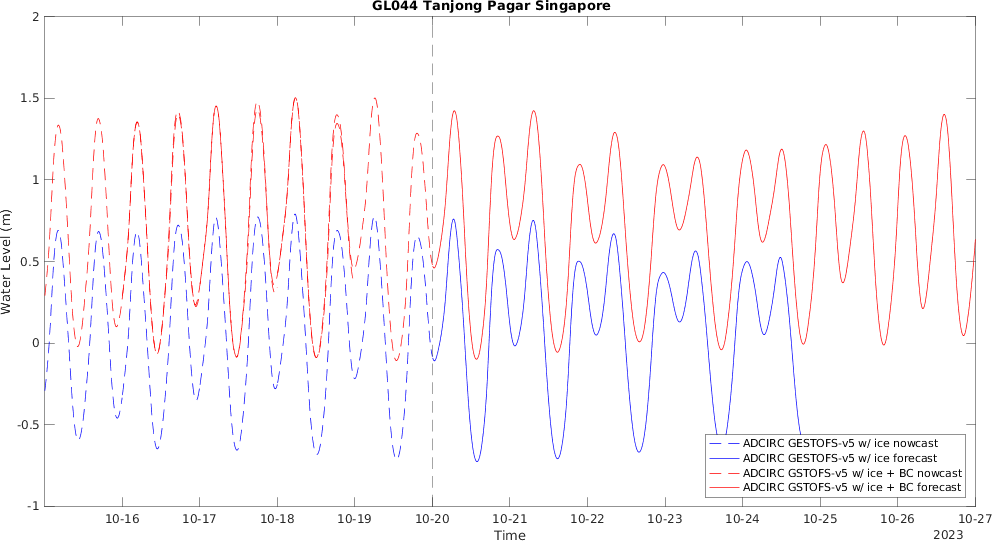 GL044 Tanjong Pagar Singapore
2
1.5
1
0.5
0
-0.5
-1
Water Level (m)
ADCIRC GESTOFS-v5 w/ ice nowcast
ADCIRC GESTOFS-v5 w/ ice forecast
ADCIRC GSTOFS-v5 w/ ice + BC nowcast
ADCIRC GSTOFS-v5 w/ ice + BC forecast
10-16 10-17 10-18 10-19 10-20 10-21 10-22 10-23 10-24 10-25 10-26 10-27
Time
2023